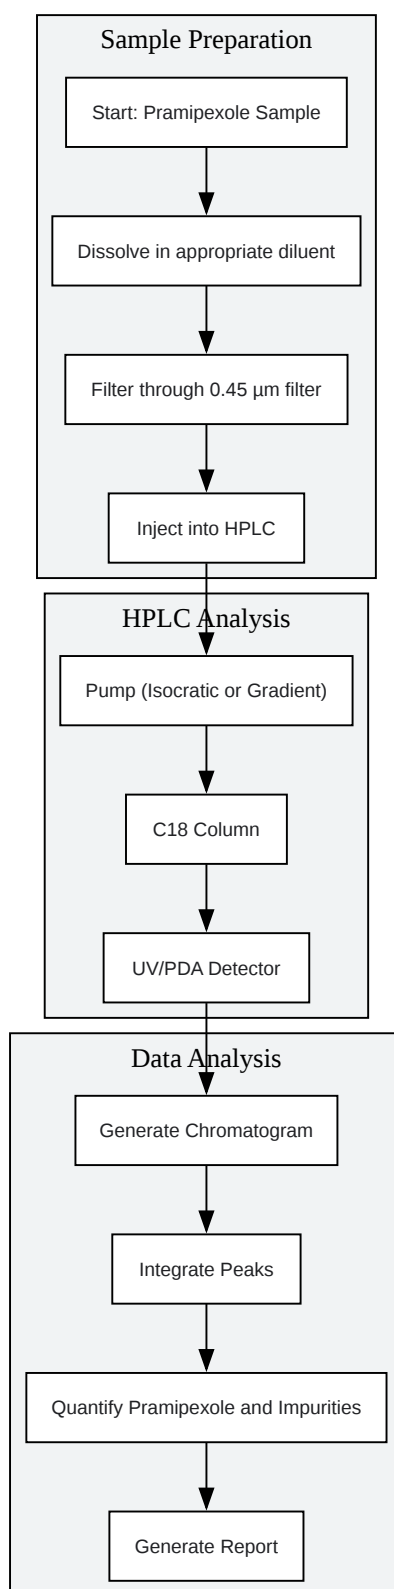 Sample Preparation
Start: Pramipexole Sample
Dissolve in appropriate diluent
Filter through 0.45 µm filter
Inject into HPLC
HPLC Analysis
Pump (Isocratic or Gradient)
C18 Column
UV/PDA Detector
Data Analysis
Generate Chromatogram
Integrate Peaks
Quantify Pramipexole and Impurities
Generate Report